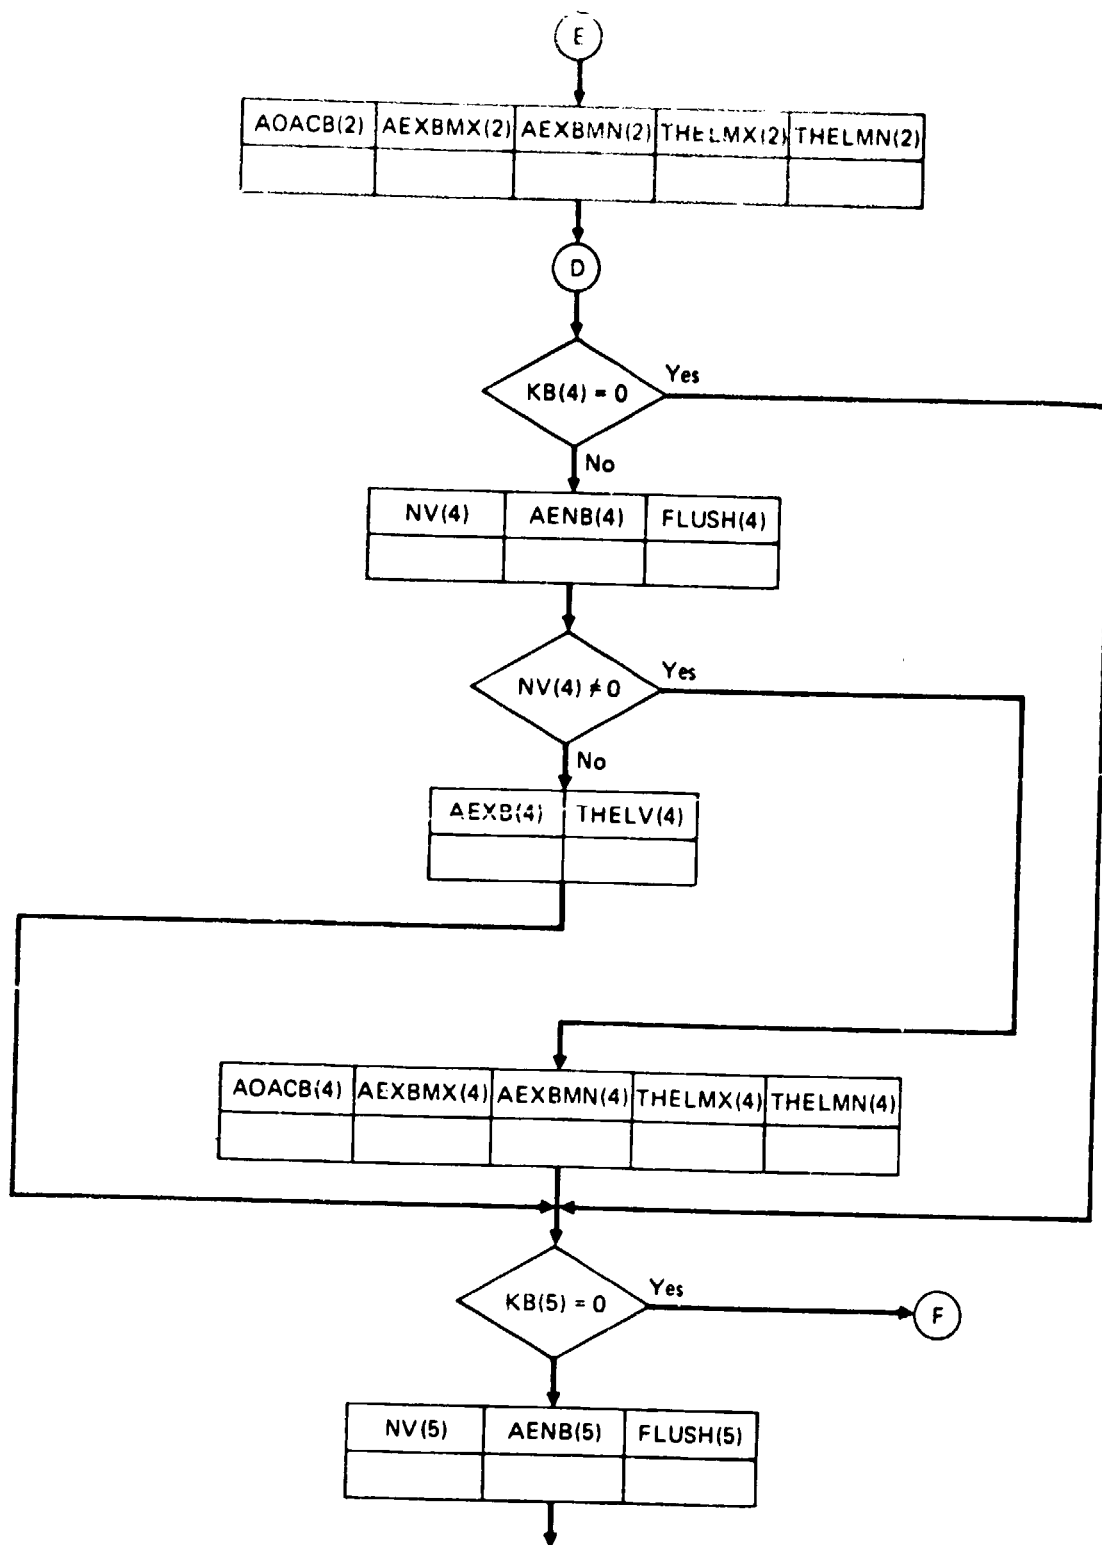 E
AOACB(2) AEXBMX(2) AEXBMN(2) THELMX(2) THELMN(2)
D
KB(4) = 0
Yes
No
NV(4) AENB(4) FLUSH(4)
NV(4) ≠ 0
Yes
No
AEXB(4) THELV(4)
AOACB(4) AEXBMX(4) AEXBMN(4) THELMX(4) THELMN(4)
KB(5) = 0
Yes
F
NV(5) AENB(5) FLUSH(5)